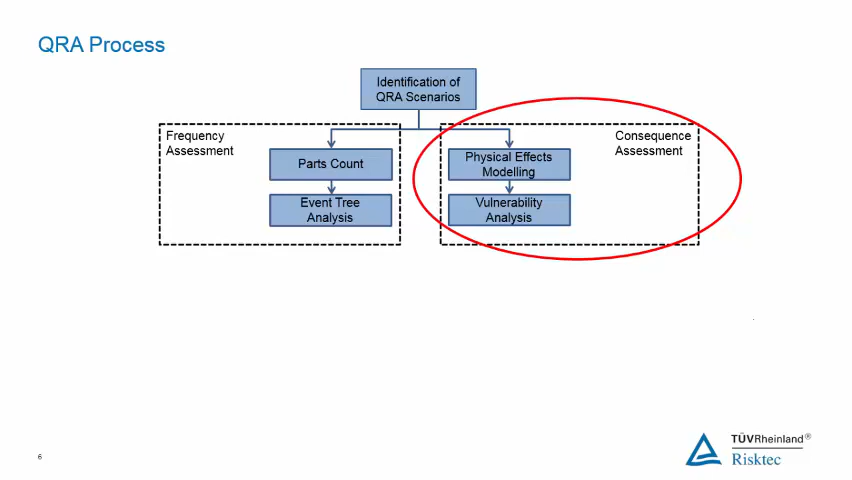 QRA Process
Identification of
QRA Scenarios
Frequency
Assessment
Consequence
Assessment
Parts Count
Physical Effects
Modelling
Event Tree
Analysis
Vulnerability
Analysis
6
TÜVRheinland®
Risktec